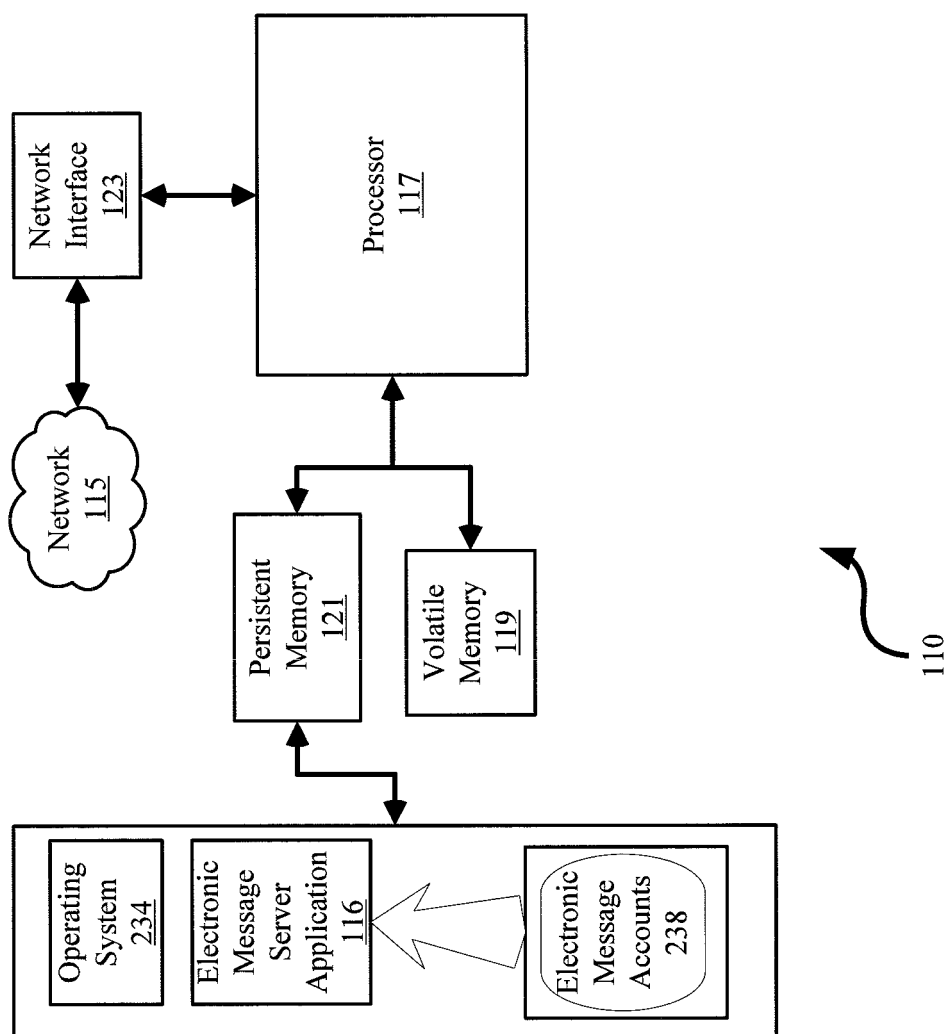 Operating
System
234
Electronic
Message
Server
Application
116
Electronic
Message
Accounts
238
Persistent
Memory
121
Volatile
Memory
119
Network
115
Network
Interface
123
Processor
117
110